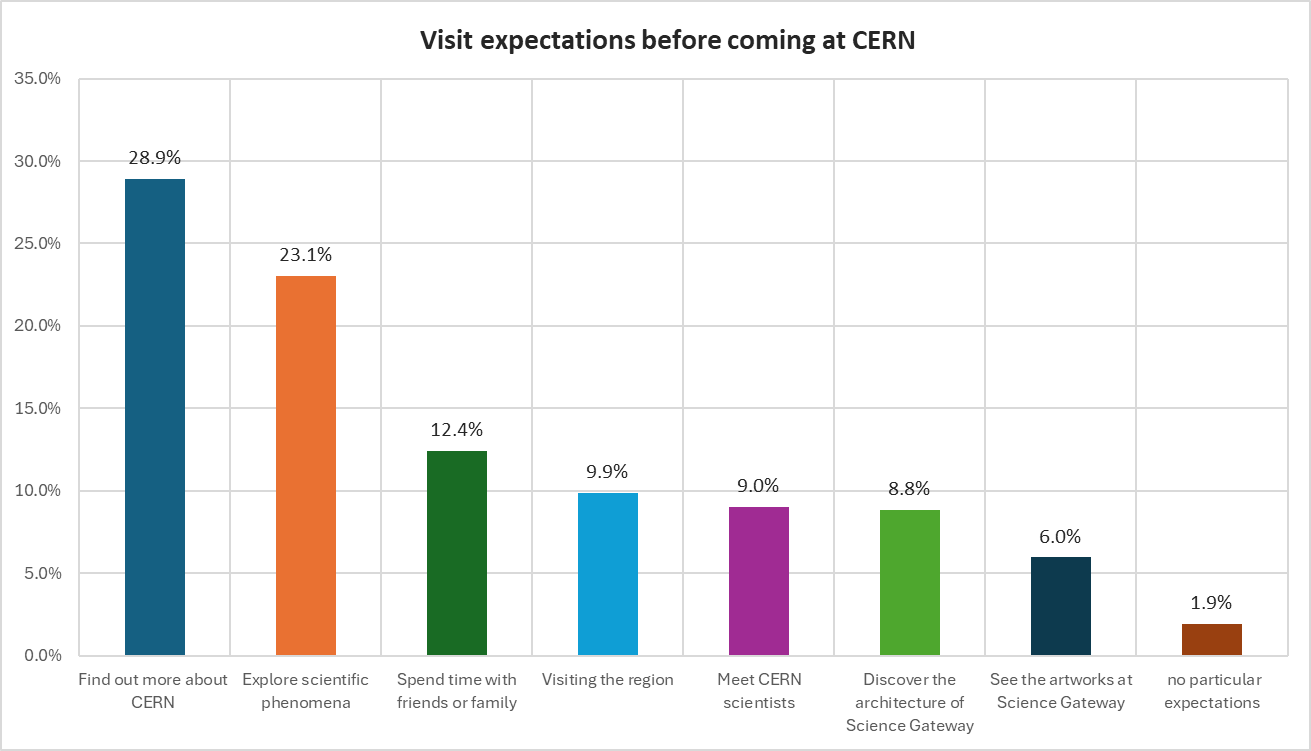 Visit expectations before coming at CERN
35.0%
30.0%
25.0%
20.0%
15.0%
10.0%
5.0%
0.0%
28.9%
23.1%
12.4%
9.9%
9.0%
8.8%
6.0%
1.9%
Find out more about
CERN
Explore scientific
phenomena
Spend time with
friends or family
Visiting the region
Meet CERN
scientists
Discover the
architecture of
Science Gateway
See the artworks at
Science Gateway
no particular
expectations